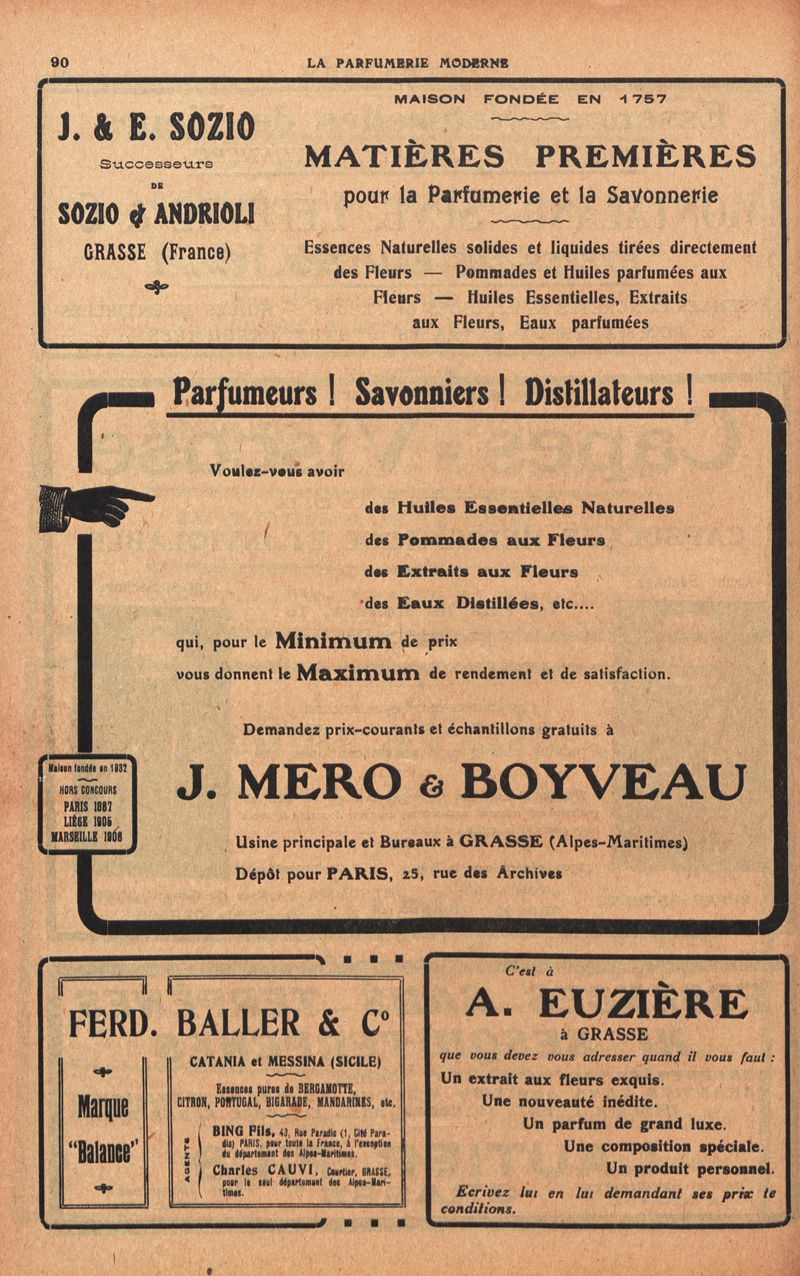 90
LA PARFUMERIE MODERNE
J. & E. SOZIO
Successeurs
DE
SOZIO & ANDRIOLI
GRASSE (France)
MAISON FONDÉE EN 1757
MATIÈRES PREMIÈRES
pour la Parfumerie et la Savonnerie
Essences Naturelles solides et liquides tirées directement
des Fleurs — Pommades et Huiles parfumées aux
Fleurs — Huiles Essentielles, Extraits
aux Fleurs, Eaux parfumées
Parfumeurs ! Savonniers ! Distillateurs !
Voulez-vous avoir
des Huiles Essentielles Naturelles
des Pommades aux Fleurs
des Extraits aux Fleurs
des Eaux Distillées, etc....
qui, pour le Minimum de prix
vous donnent le Maximum de rendement et de satisfaction.
Demandez prix-courants et échantillons gratuits à
J. MERO & BOYVEAU
Usine principale et Bureaux à GRASSE (Alpes-Maritimes)
Dépôt pour PARIS, 25, rue des Archives
Maison fondée en 1832
HORS CONCOURS
PARIS 1867
LIÉGE 1905
MARSEILLE 1906
FERD. BALLER & Cº
Marque
"Balance"
CATANIA et MESSINA (SICILE)
Essences pures de BERGAMOTTE,
CITRON, PORTUGAL, BIGARADE, MANDARINES, etc.
AGENTS
BING Fils, 43, Rue Paradis (1, Cité Para-
dis) PARIS, pour toute la France, à l'exception
du département des Alpes-Maritimes.
Charles CAUVI, Courtier, GRASSE,
pour le seul département des Alpes-Mari-
times.
C'est à
A. EUZIÈRE
à GRASSE
que vous devez vous adresser quand il vous faut :
Un extrait aux fleurs exquis.
Une nouveauté inédite.
Un parfum de grand luxe.
Une composition spéciale.
Un produit personnel.
Ecrivez lui en lui demandant ses prix te
conditions.